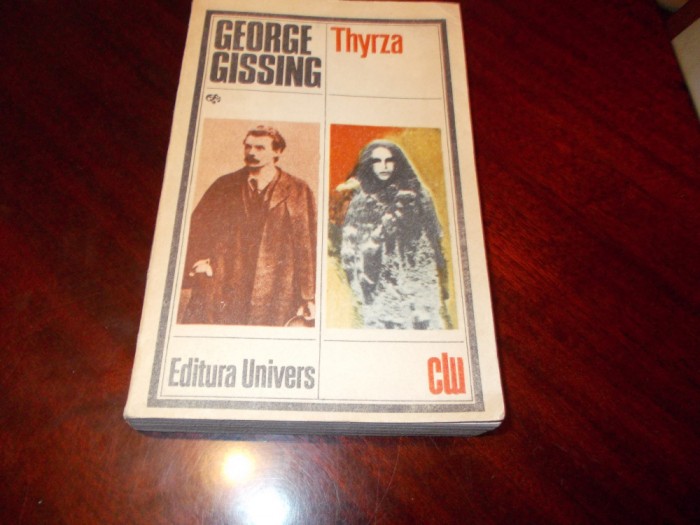 GEORGE
GISSING
Thyrza
Editura Univers
clu